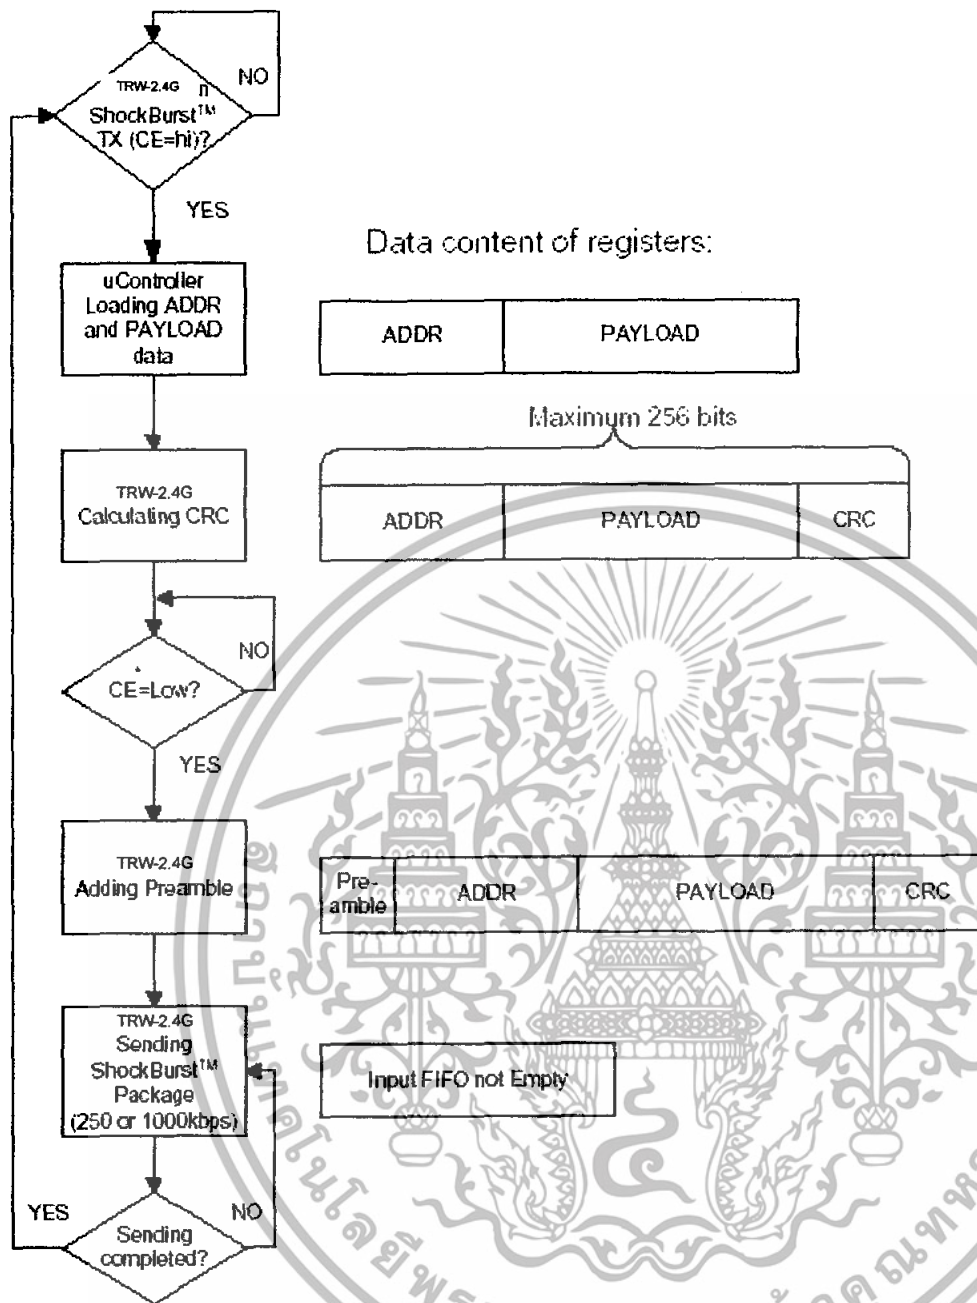 TRW-2.4G n
ShockBurst™
TX (CE=hi)?
NO
YES
uController
Loading ADDR
and PAYLOAD
data
Data content of registers:
ADDR PAYLOAD
Maximum 256 bits
TRW-2.4G
Calculating CRC
ADDR PAYLOAD CRC
CE=Low?
NO
YES
TRW-2.4G
Adding Preamble
Pre-
amble ADDR PAYLOAD CRC
TRW-2.4G
Sending
ShockBurst™
Package
(250 or 1000kbps)
Input FIFO not Empty
Sending
completed?
YES
NO